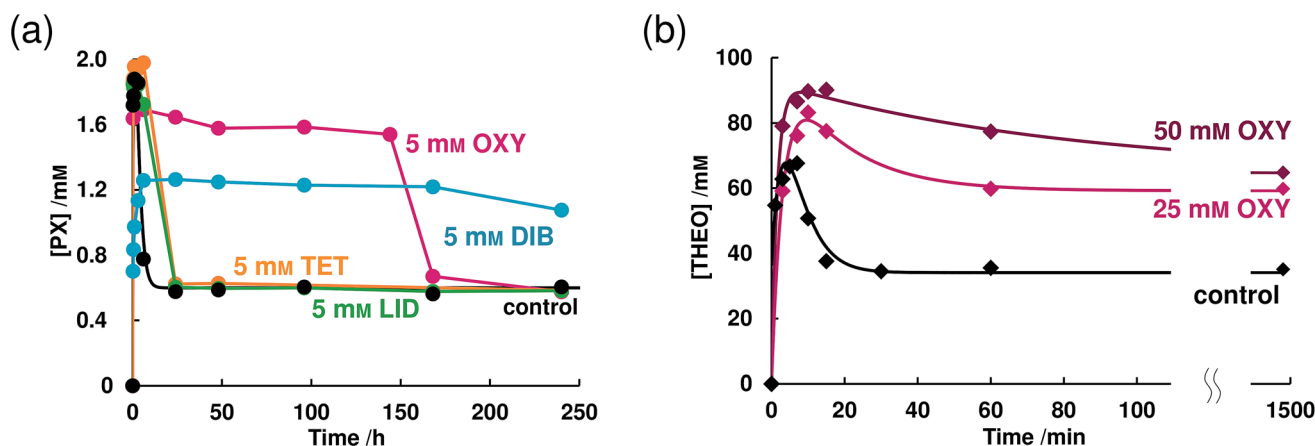 (a)
2.0
1.6
1.2
0.8
0.4
0
[PX] /mM
0 50 100 150 200 250
Time /h
5 mM OXY
5 mM DIB
5 mM TET
5 mM LID
control
(b)
100
80
60
40
20
0
[THEO] /mM
0 20 40 60 80 100 1500
Time /min
50 mM OXY
25 mM OXY
control